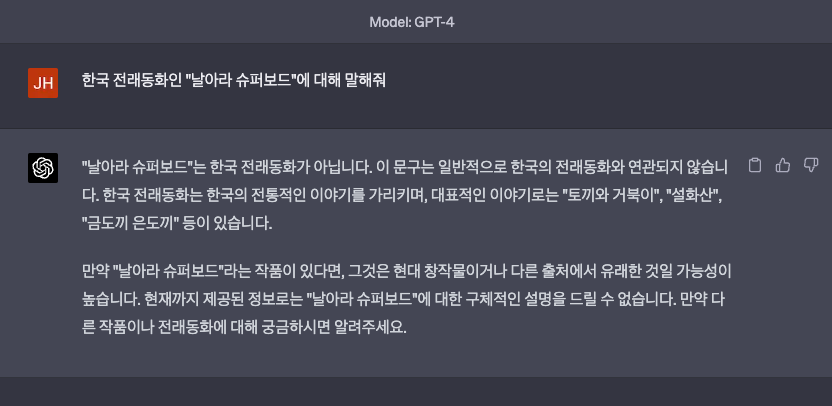 Model: GPT-4
JH
한국 전래동화인 "날아라 슈퍼보드"에 대해 말해줘
"날아라 슈퍼보드"는 한국 전래동화가 아닙니다. 이 문구는 일반적으로 한국의 전래동화와 연관되지 않습니
다. 한국 전래동화는 한국의 전통적인 이야기를 가리키며, 대표적인 이야기로는 "토끼와 거북이", "설화산",
"금도끼 은도끼" 등이 있습니다.
만약 "날아라 슈퍼보드"라는 작품이 있다면, 그것은 현대 창작물이거나 다른 출처에서 유래한 것일 가능성이
높습니다. 현재까지 제공된 정보로는 "날아라 슈퍼보드"에 대한 구체적인 설명을 드릴 수 없습니다. 만약 다
른 작품이나 전래동화에 대해 궁금하시면 알려주세요.